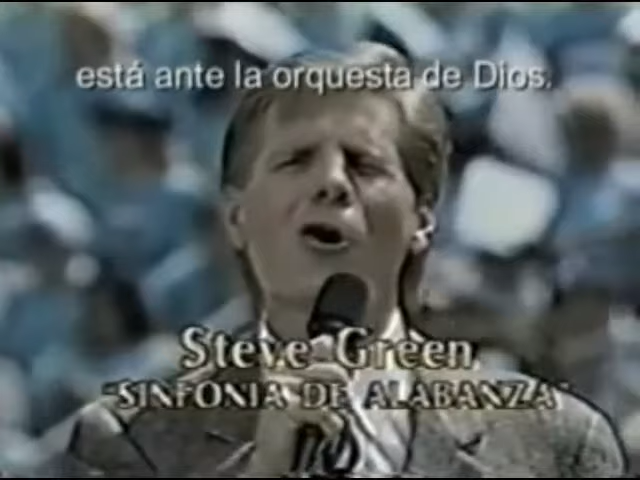 está ante la orquesta de Dios.
Steve Green
"SINFONIA DE ALABANZA"